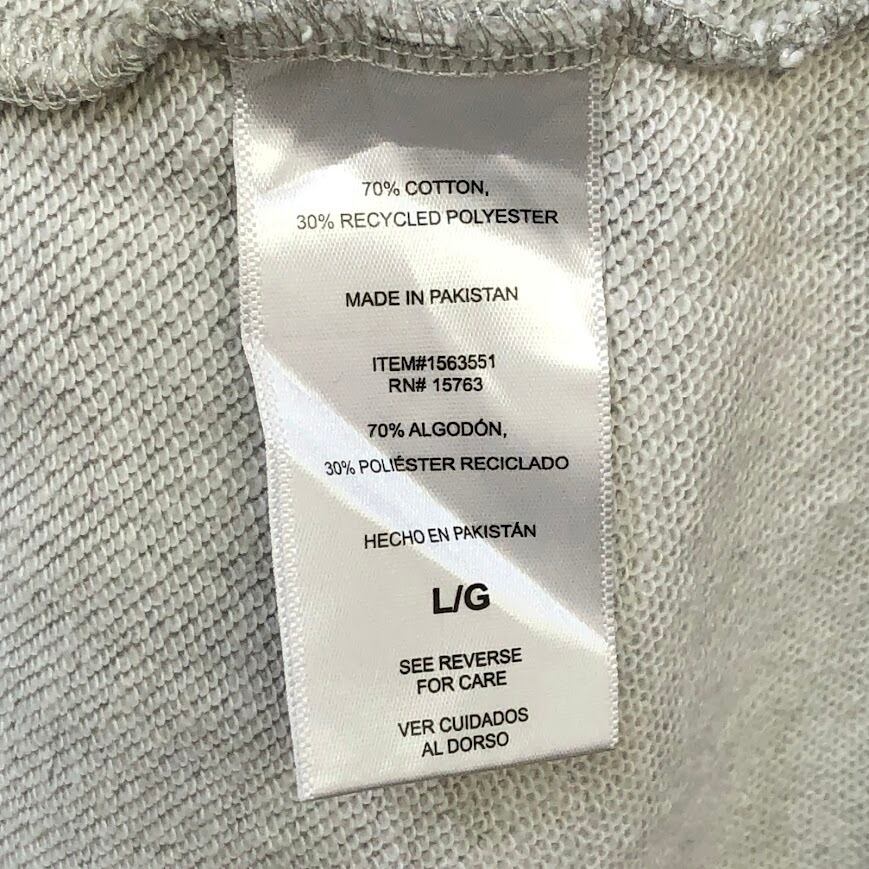 70% COTTON,
30% RECYCLED POLYESTER
MADE IN PAKISTAN
ITEM#1563551
RN# 15763
70% ALGODÓN,
30% POLIÉSTER RECICLADO
HECHO EN PAKISTÁN
L/G
SEE REVERSE
FOR CARE
VER CUIDADOS
AL DORSO